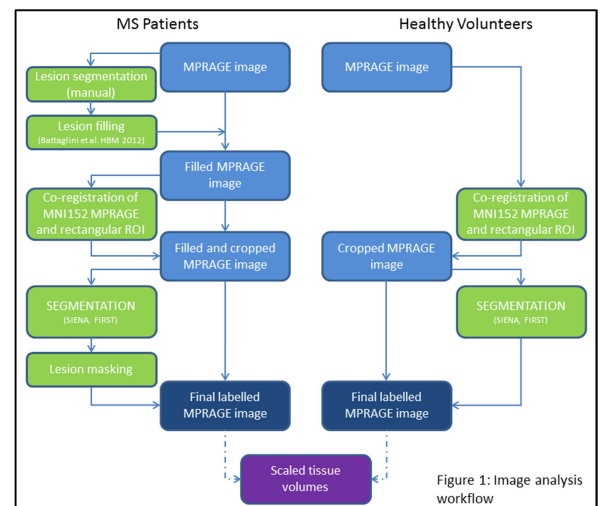 MS Patients
Healthy Volunteers
MPRAGE image
MPRAGE image
Lesion segmentation
(manual)
Lesion filling
(Battaglini et al. HBM 2012)
Filled MPRAGE
image
Co-registration of
MNI152 MPRAGE
and rectangular ROI
Co-registration of
MNI152 MPRAGE
and rectangular ROI
Filled and cropped
MPRAGE image
Cropped MPRAGE
image
SEGMENTATION
(SIENA, FIRST)
SEGMENTATION
(SIENA, FIRST)
Lesion masking
Final labelled
MPRAGE image
Final labelled
MPRAGE image
Scaled tissue
volumes
Figure 1: Image analysis
workflow